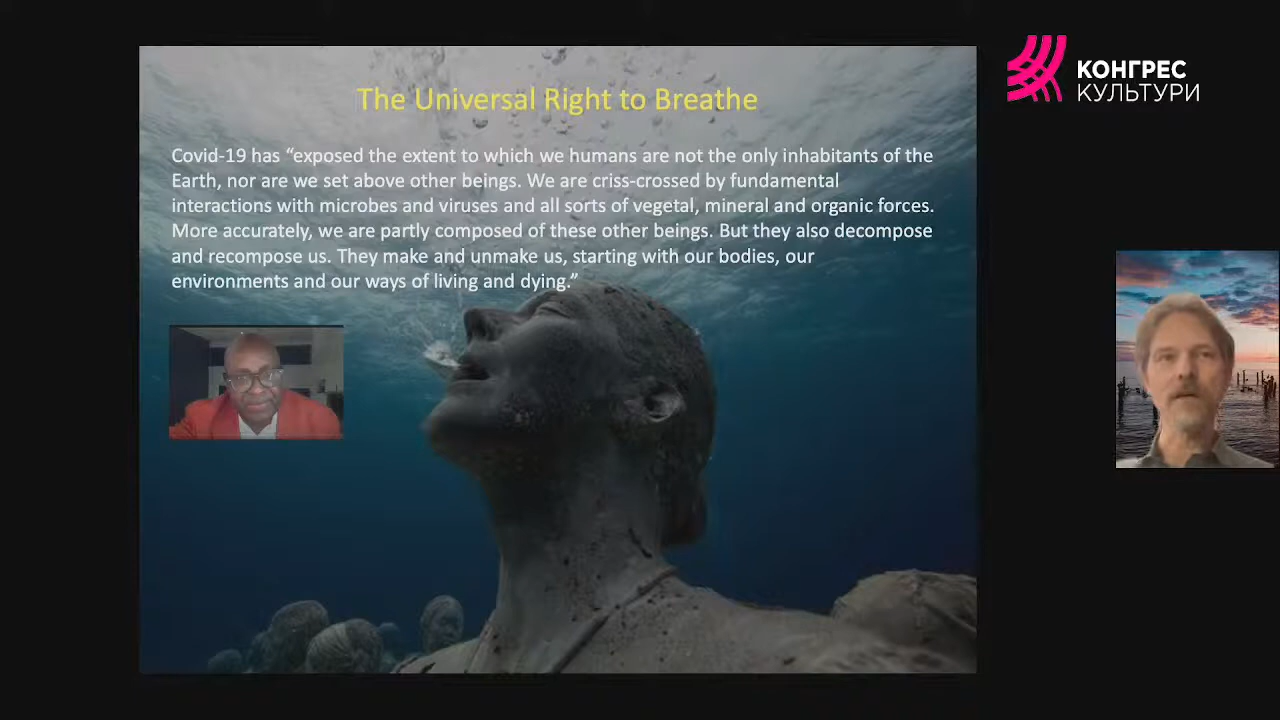 The Universal Right to Breathe
Covid-19 has “exposed the extent to which we humans are not the only inhabitants of the
Earth, nor are we set above other beings. We are criss-crossed by fundamental
interactions with microbes and viruses and all sorts of vegetal, mineral and organic forces.
More accurately, we are partly composed of these other beings. But they also decompose
and recompose us. They make and unmake us, starting with our bodies, our
environments and our ways of living and dying.”
КОНГРЕС
КУЛЬТУРИ